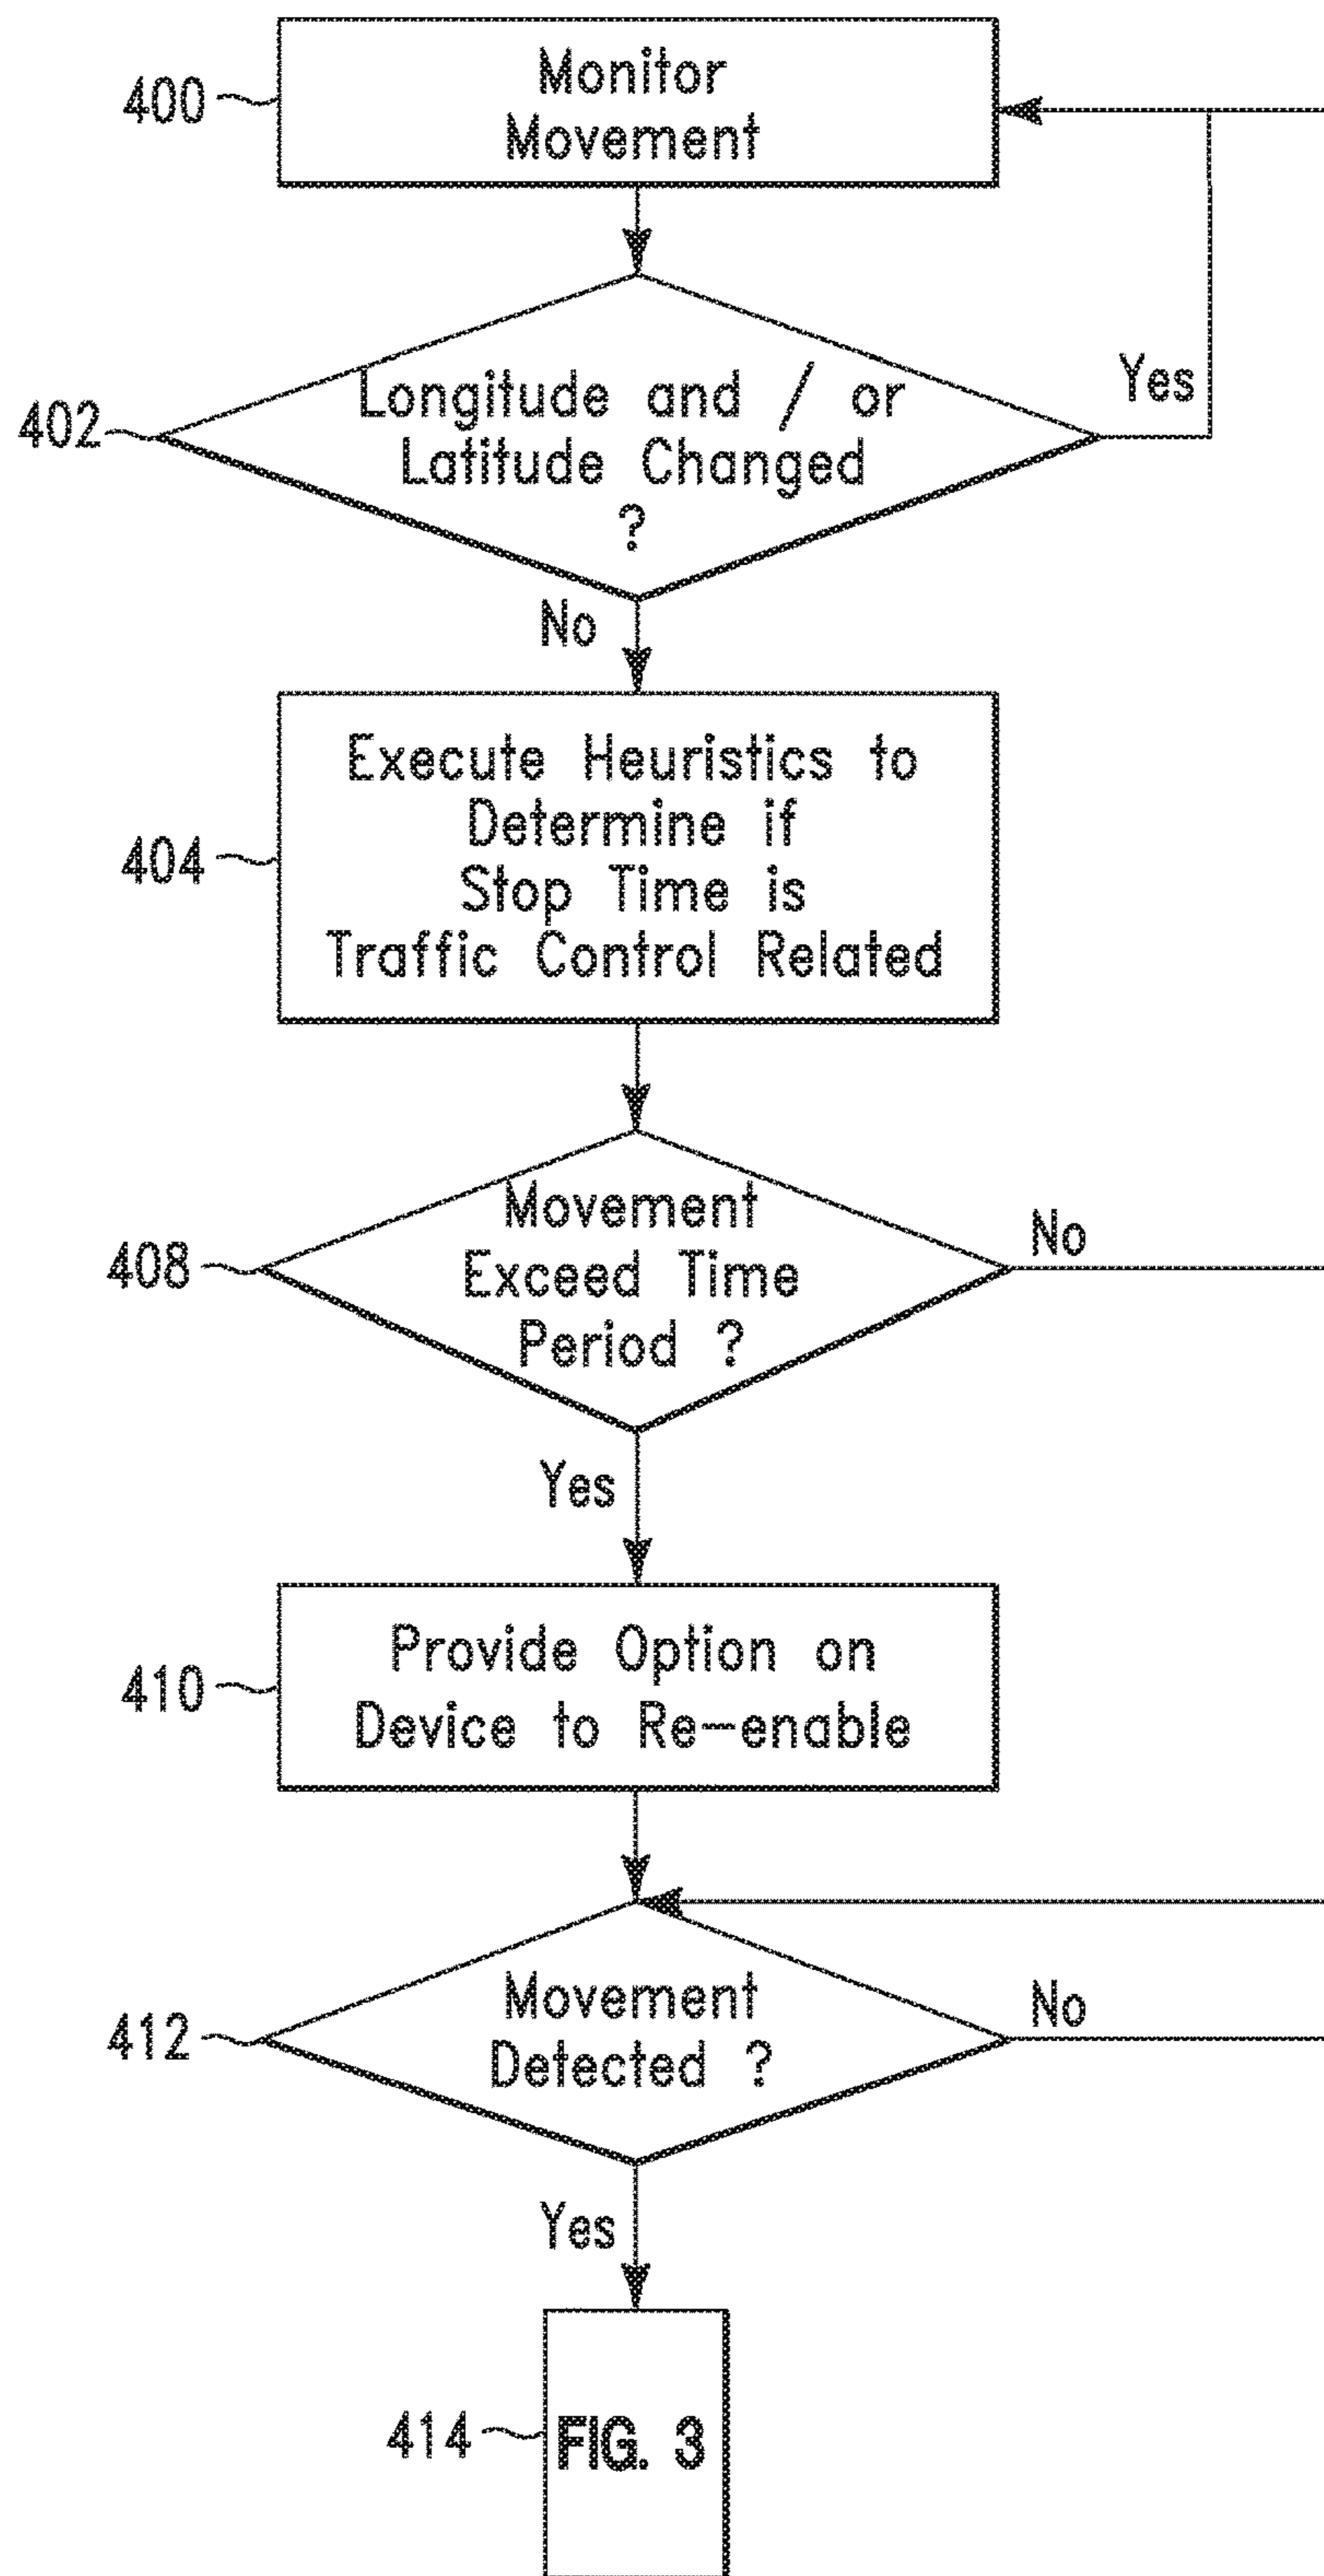 400
Monitor
Movement
402
Longitude and / or
Latitude Changed
?
Yes
No
404
Execute Heuristics to
Determine if
Stop Time is
Traffic Control Related
408
Movement
Exceed Time
Period ?
No
Yes
410
Provide Option on
Device to Re-enable
412
Movement
Detected ?
No
Yes
414
FIG. 3